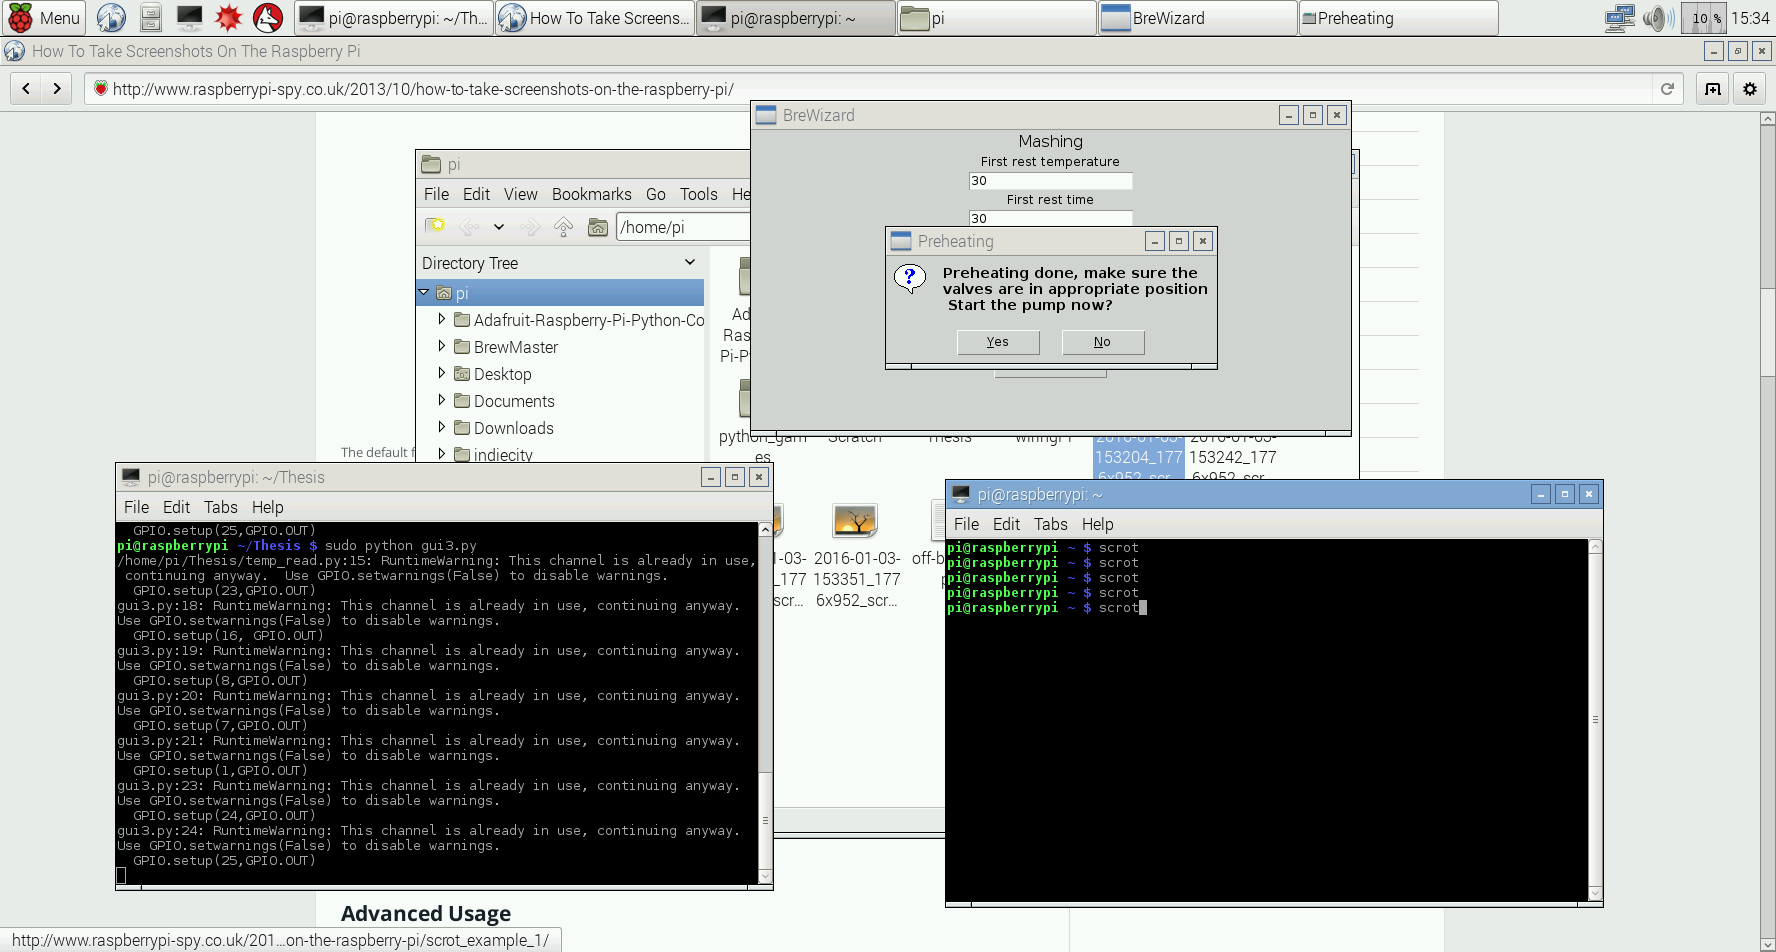 Menu
pi@raspberrypi: ~/Th...
How To Take Screens...
pi@raspberrypi: ~
pi
BreWizard
Preheating
10 %
15:34
How To Take Screenshots On The Raspberry Pi
http://www.raspberrypi-spy.co.uk/2013/10/how-to-take-screenshots-on-the-raspberry-pi/
BreWizard
Mashing
First rest temperature
30
First rest time
30
Preheating
Preheating done, make sure the
valves are in appropriate position
Start the pump now?
Yes
No
pi
File Edit View Bookmarks Go Tools He
/home/pi
Directory Tree
pi
Adafruit-Raspberry-Pi-Python-Co
BrewMaster
Desktop
Documents
Downloads
indiecity
Ad
Ras
Pi-P
python_gam
es
Scratch
Thesis
153204_177
6x952_scr...
2016-01-03-
153242_177
6x952_scr...
1-03-
_177
scr...
2016-01-03-
153351_177
6x952_scr...
off-b
The default f
pi@raspberrypi: ~/Thesis
File Edit Tabs Help
GPIO.setup(25,GPIO.OUT)
pi@raspberrypi ~/Thesis $ sudo python gui3.py
/home/pi/Thesis/temp_read.py:15: RuntimeWarning: This channel is already in use,
continuing anyway.  Use GPIO.setwarnings(False) to disable warnings.
GPIO.setup(23,GPIO.OUT)
gui3.py:18: RuntimeWarning: This channel is already in use, continuing anyway.
Use GPIO.setwarnings(False) to disable warnings.
GPIO.setup(16, GPIO.OUT)
gui3.py:19: RuntimeWarning: This channel is already in use, continuing anyway.
Use GPIO.setwarnings(False) to disable warnings.
GPIO.setup(8,GPIO.OUT)
gui3.py:20: RuntimeWarning: This channel is already in use, continuing anyway.
Use GPIO.setwarnings(False) to disable warnings.
GPIO.setup(7,GPIO.OUT)
gui3.py:21: RuntimeWarning: This channel is already in use, continuing anyway.
Use GPIO.setwarnings(False) to disable warnings.
GPIO.setup(1,GPIO.OUT)
gui3.py:23: RuntimeWarning: This channel is already in use, continuing anyway.
Use GPIO.setwarnings(False) to disable warnings.
GPIO.setup(24,GPIO.OUT)
gui3.py:24: RuntimeWarning: This channel is already in use, continuing anyway.
Use GPIO.setwarnings(False) to disable warnings.
GPIO.setup(25,GPIO.OUT)
pi@raspberrypi: ~
File Edit Tabs Help
pi@raspberrypi ~ $ scrot
pi@raspberrypi ~ $ scrot
pi@raspberrypi ~ $ scrot
pi@raspberrypi ~ $ scrot
pi@raspberrypi ~ $ scrot
Advanced Usage
http://www.raspberrypi-spy.co.uk/201...on-the-raspberry-pi/scrot_example_1/